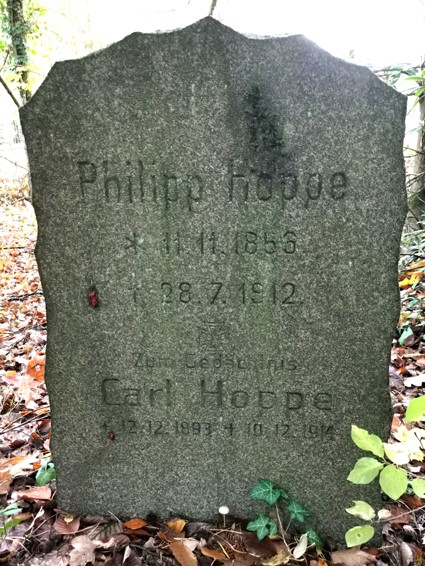 Philipp Hoppe
* 11.11.1853
† 28.7.1912
Zum Gedächtnis
Carl Hoppe
* 12.12.1893 † 10.12.1914